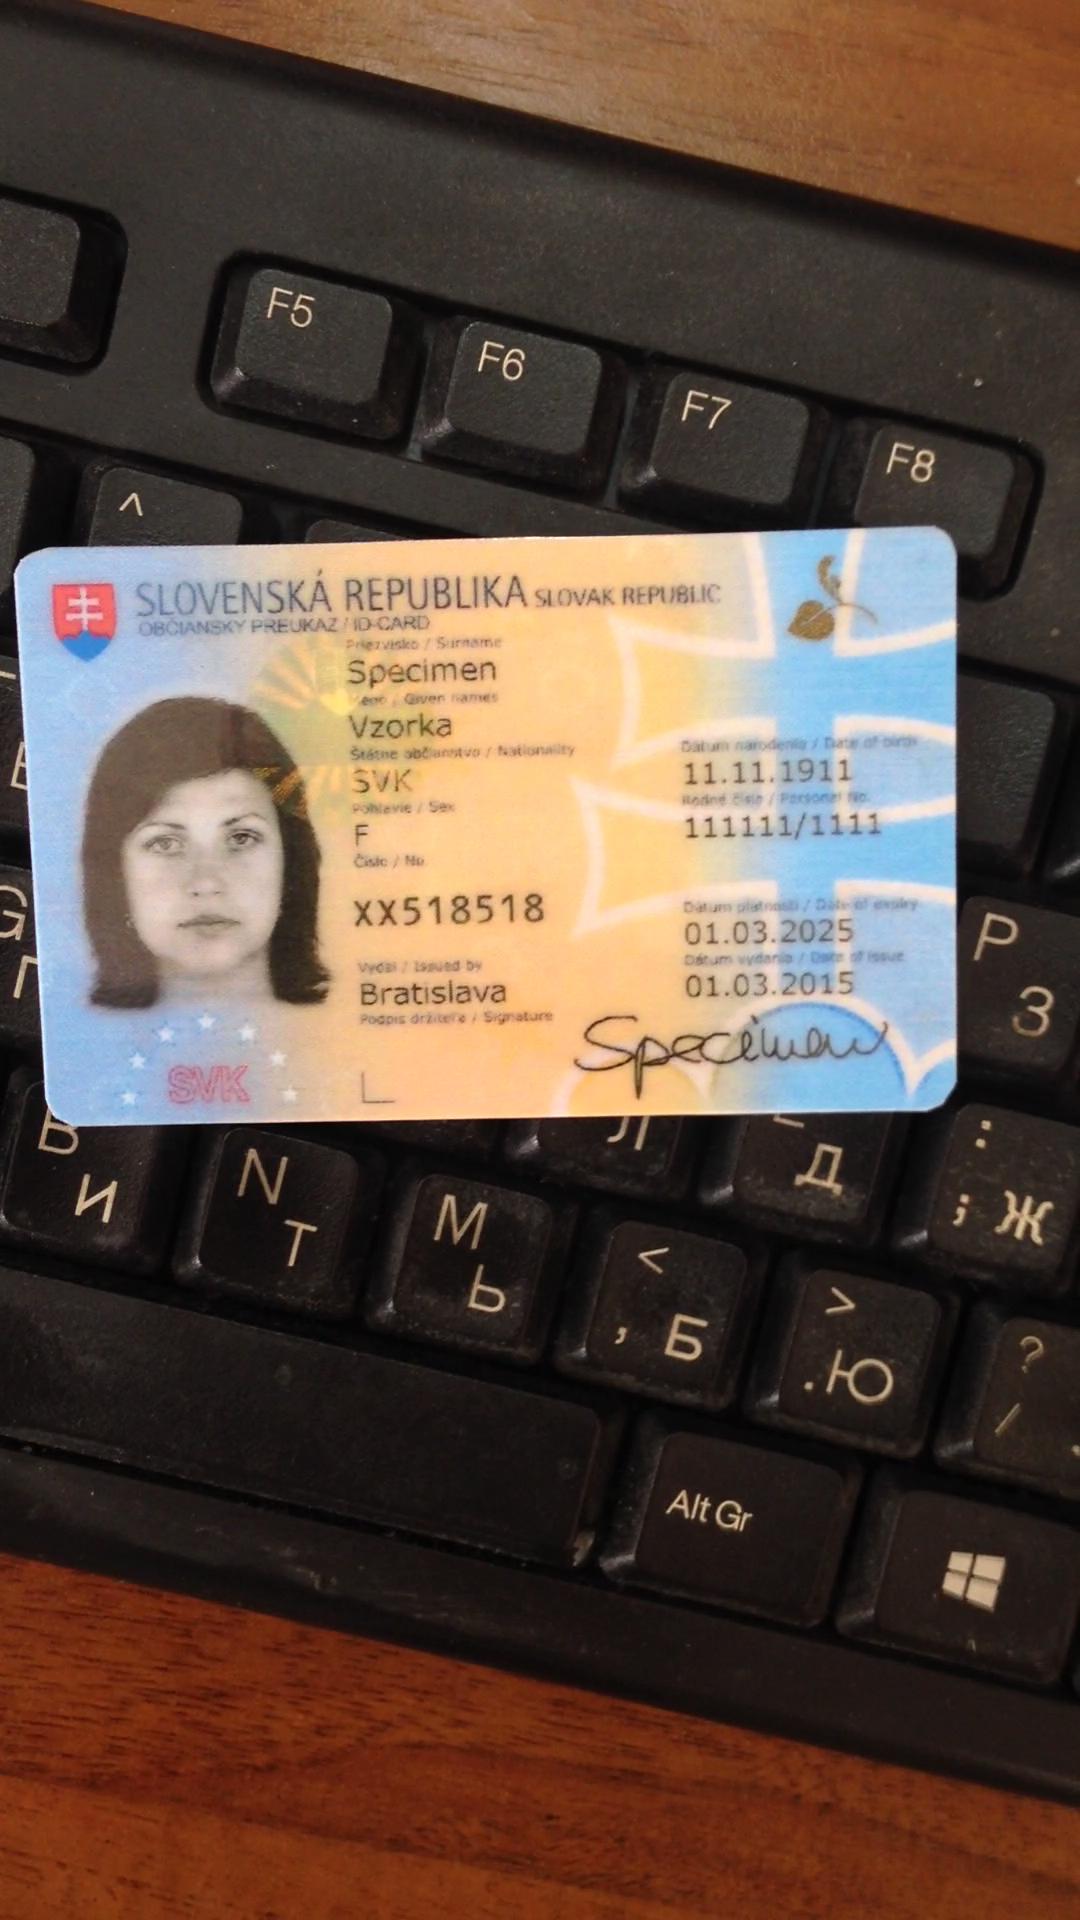 F5
F6
F7
F8
^
SLOVENSKÁ REPUBLIKA SLOVAK REPUBLIC
OBČIANSKY PREUKAZ / ID-CARD
Priezvisko / Surname
Specimen
Meno / Given names
Vzorka
Štátne občianstvo / Nationality
SVK
Pohlavie / Sex
F
Číslo / No.
XX518518
Dátum narodenia / Date of birth
11.11.1911
Rodné číslo / Personal No.
111111/1111
Dátum platnosti / Date of expiry
01.03.2025
Dátum vydania / Date of issue
01.03.2015
Vydal / Issued by
Bratislava
Podpis držiteľa / Signature
Specimen
SVK
G
P
З
B
И
N
Т
M
Ь
Л
Д
:
; Ж
<
, Б
>
. Ю
?
/
Alt Gr